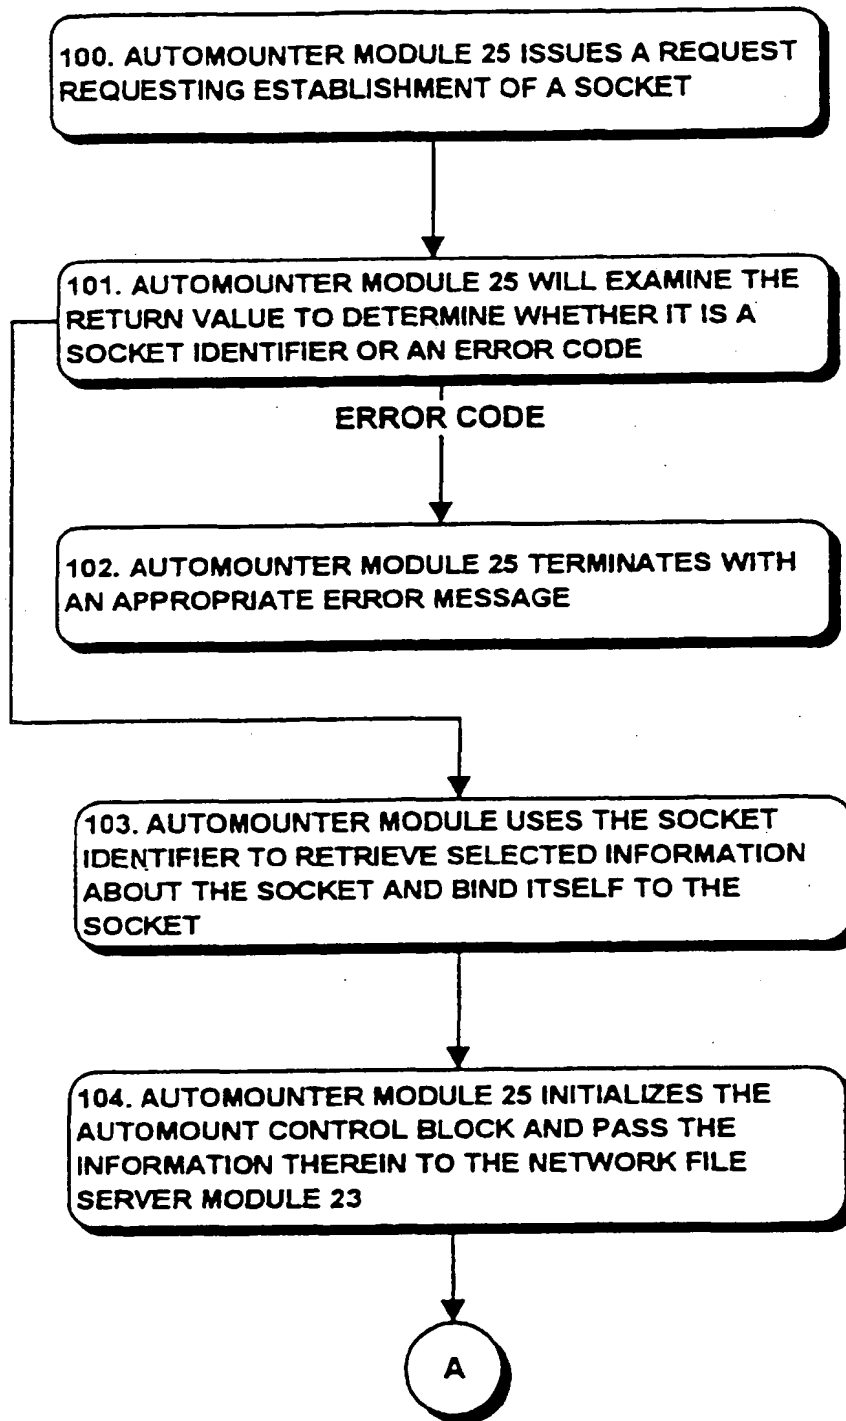 100. AUTOMOUNTER MODULE 25 ISSUES A REQUEST
REQUESTING ESTABLISHMENT OF A SOCKET
101. AUTOMOUNTER MODULE 25 WILL EXAMINE THE
RETURN VALUE TO DETERMINE WHETHER IT IS A
SOCKET IDENTIFIER OR AN ERROR CODE
ERROR CODE
102. AUTOMOUNTER MODULE 25 TERMINATES WITH
AN APPROPRIATE ERROR MESSAGE
103. AUTOMOUNTER MODULE USES THE SOCKET
IDENTIFIER TO RETRIEVE SELECTED INFORMATION
ABOUT THE SOCKET AND BIND ITSELF TO THE
SOCKET
104. AUTOMOUNTER MODULE 25 INITIALIZES THE
AUTOMOUNT CONTROL BLOCK AND PASS THE
INFORMATION THEREIN TO THE NETWORK FILE
SERVER MODULE 23
A